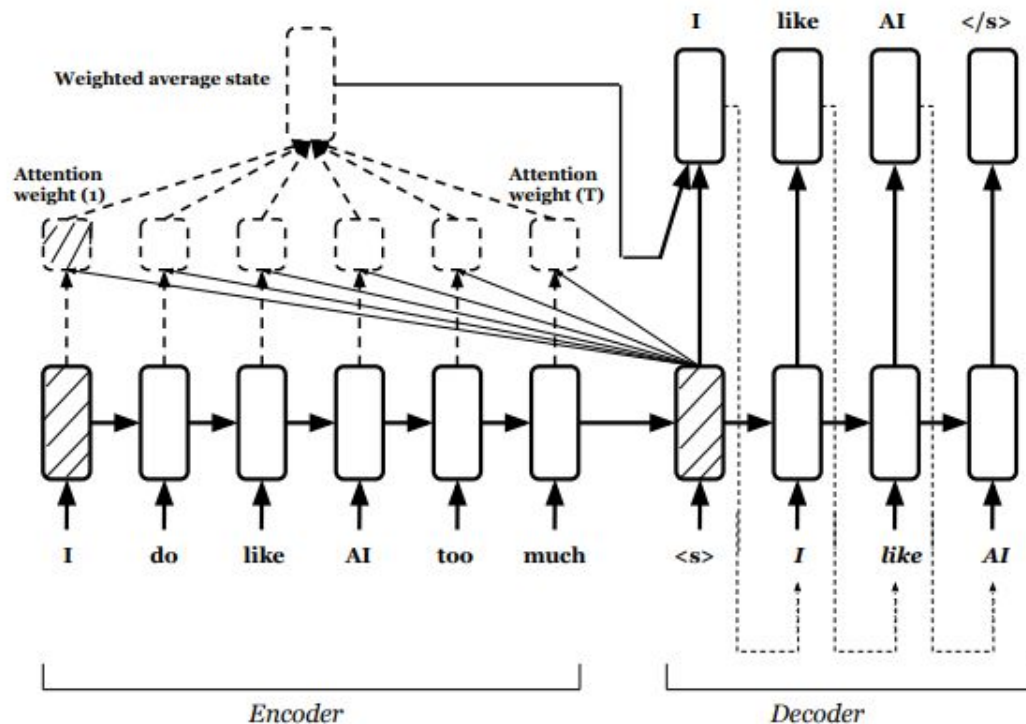 I like AI </s>
Weighted average state
Attention
weight (1)
Attention
weight (T)
I do like AI too much <s> I like AI
Encoder Decoder